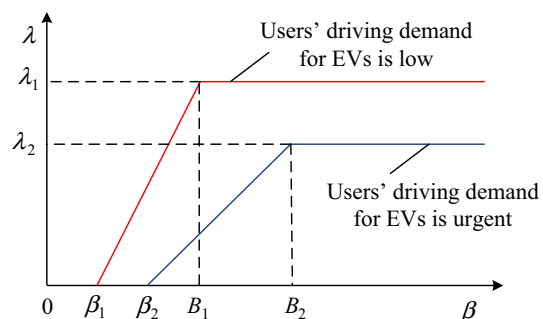 λ
Users’ driving demand
for EVs is low
λ₁
λ₂
Users’ driving demand
for EVs is urgent
0
β₁
β₂
B₁
B₂
β